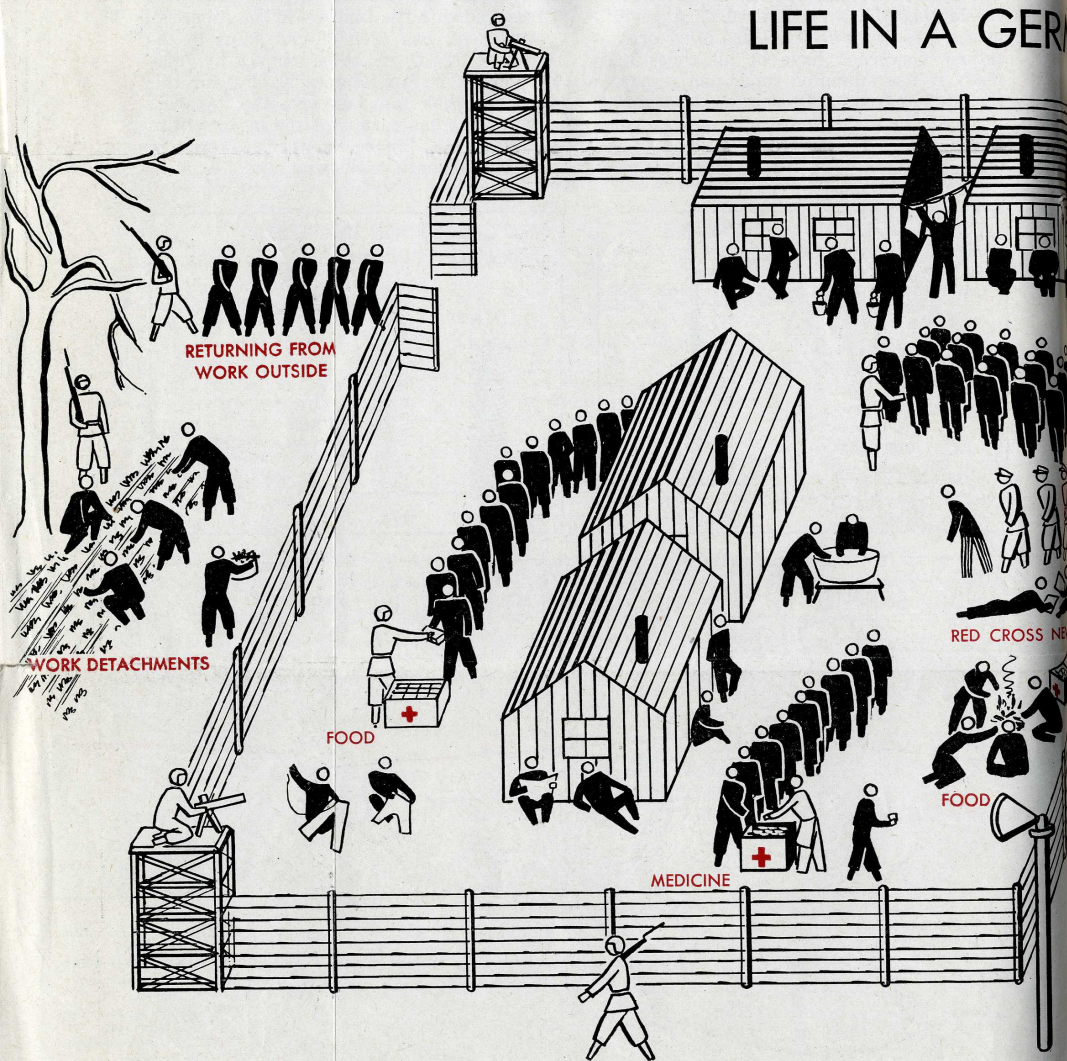 LIFE IN A GER
RETURNING FROM
WORK OUTSIDE
WORK DETACHMENTS
FOOD
RED CROSS NE
FOOD
MEDICINE